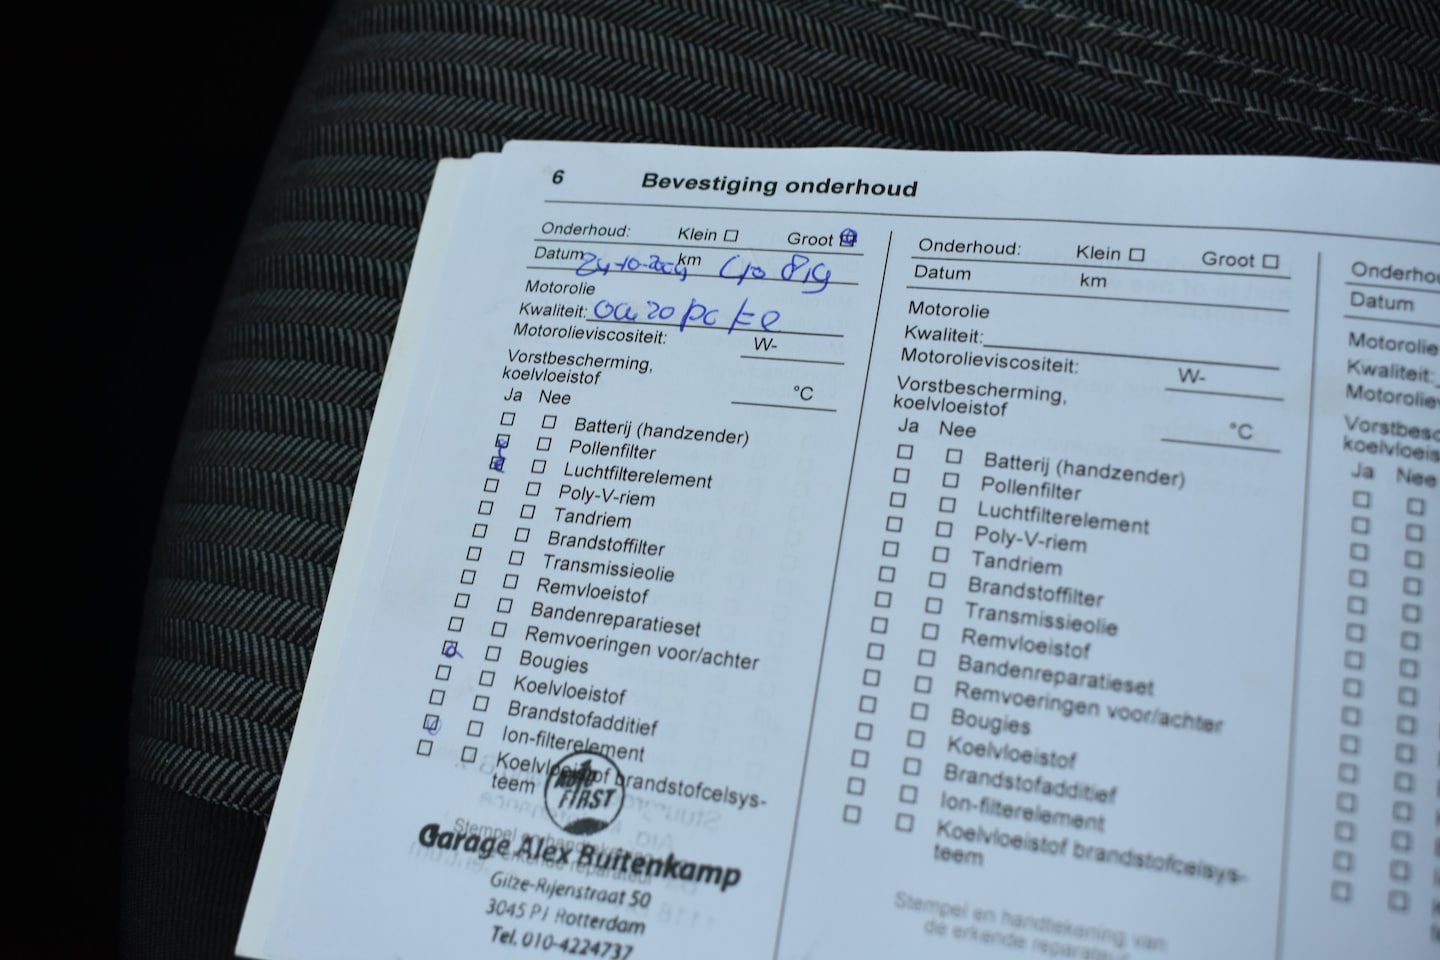 6 Bevestiging onderhoud
Onderhoud: Klein Groot
Datum km
Motorolie
Kwaliteit:
Motorolieviscositeit: W-
Vorstbescherming,
koelvloeistof °C
Ja Nee
Batterij (handzender)
Pollenfilter
Luchtfilterelement
Poly-V-riem
Tandriem
Brandstoffilter
Transmissieolie
Remvloeistof
Bandenreparatieset
Remvoeringen voor/achter
Bougies
Koelvloeistof
Brandstofadditief
Ion-filterelement
Koelvloeistof brandstofcelsys-
teem
AUTO
FIRST
Stempel en
Garage Alex Buitenkamp
erkende reparateur
Gilze-Rijenstraat 50
3045 PJ Rotterdam
Tel. 010-4224737
Onderhoud: Klein Groot
Datum km
Motorolie
Kwaliteit:
Motorolieviscositeit: W-
Vorstbescherming,
koelvloeistof °C
Ja Nee
Batterij (handzender)
Pollenfilter
Luchtfilterelement
Poly-V-riem
Tandriem
Brandstoffilter
Transmissieolie
Remvloeistof
Bandenreparatieset
Remvoeringen voor/achter
Bougies
Koelvloeistof
Brandstofadditief
Ion-filterelement
Koelvloeistof brandstofcelsys-
teem
Stempel en handtekening van
de erkende reparateur
Onderhou
Datum
Motorolie
Kwaliteit:
Motorolie
Vorstbesc
koelvloeis
Ja Nee